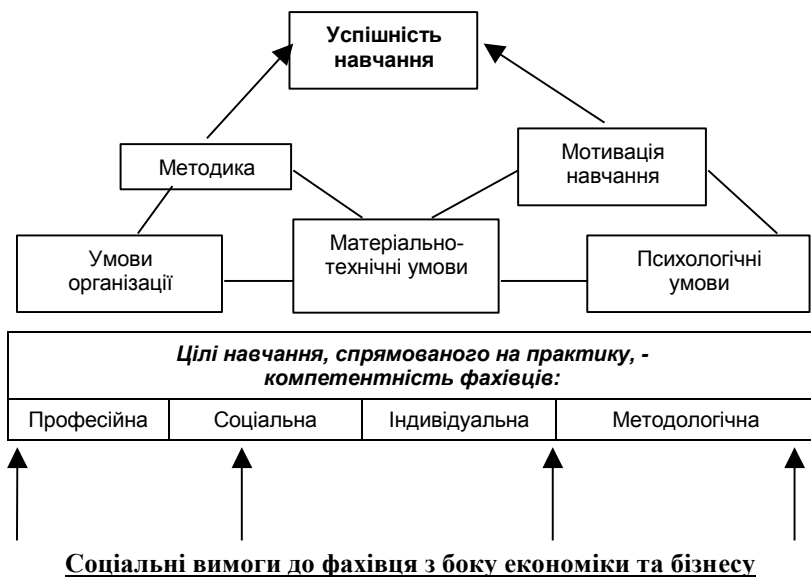 Успішність
навчання
Методика
Мотивація
навчання
Умови
організації
Матеріально-
технічні умови
Психологічні
умови
Цілі навчання, спрямованого на практику, -
компетентність фахівців:
Професійна
Соціальна
Індивідуальна
Методологічна
Соціальні вимоги до фахівця з боку економіки та бізнесу